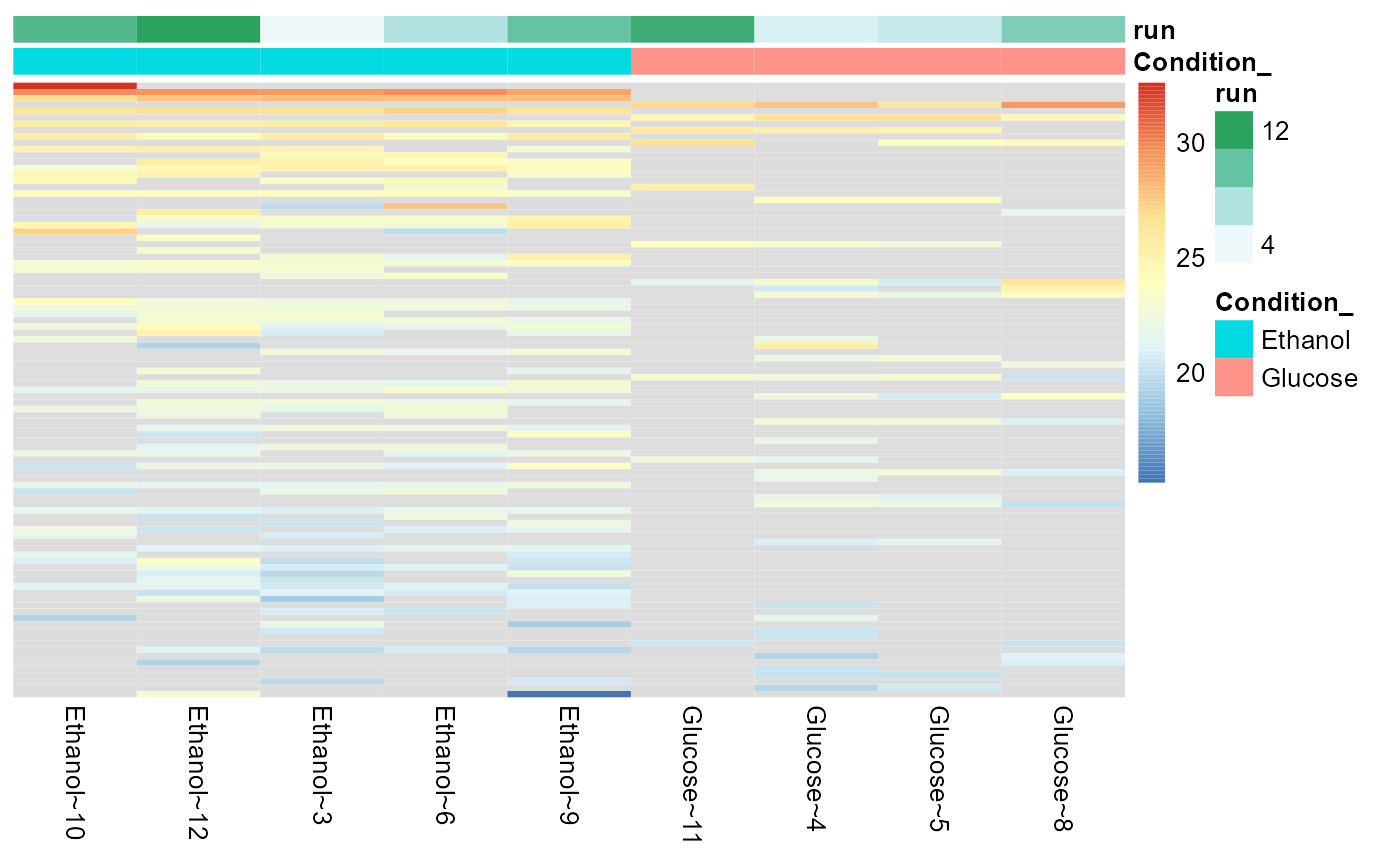 run
Condition_
run
12
4
30
25
20
Condition_
Ethanol
Glucose
Ethanol~10
Ethanol~12
Ethanol~3
Ethanol~6
Ethanol~9
Glucose~11
Glucose~4
Glucose~5
Glucose~8